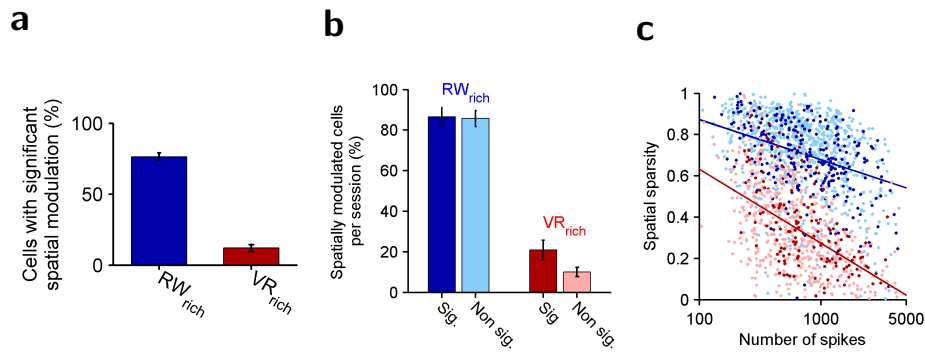 a
Cells with significant
spatial modulation (%)
100
50
0
RWrich
VRrich
b
Spatially modulated cells
per session (%)
100
80
60
40
20
0
RWrich
VRrich
Sig.
Non sig.
Sig
Non sig.
c
Spatial sparsity
1
0.8
0.6
0.4
0.2
0
100
1000
5000
Number of spikes